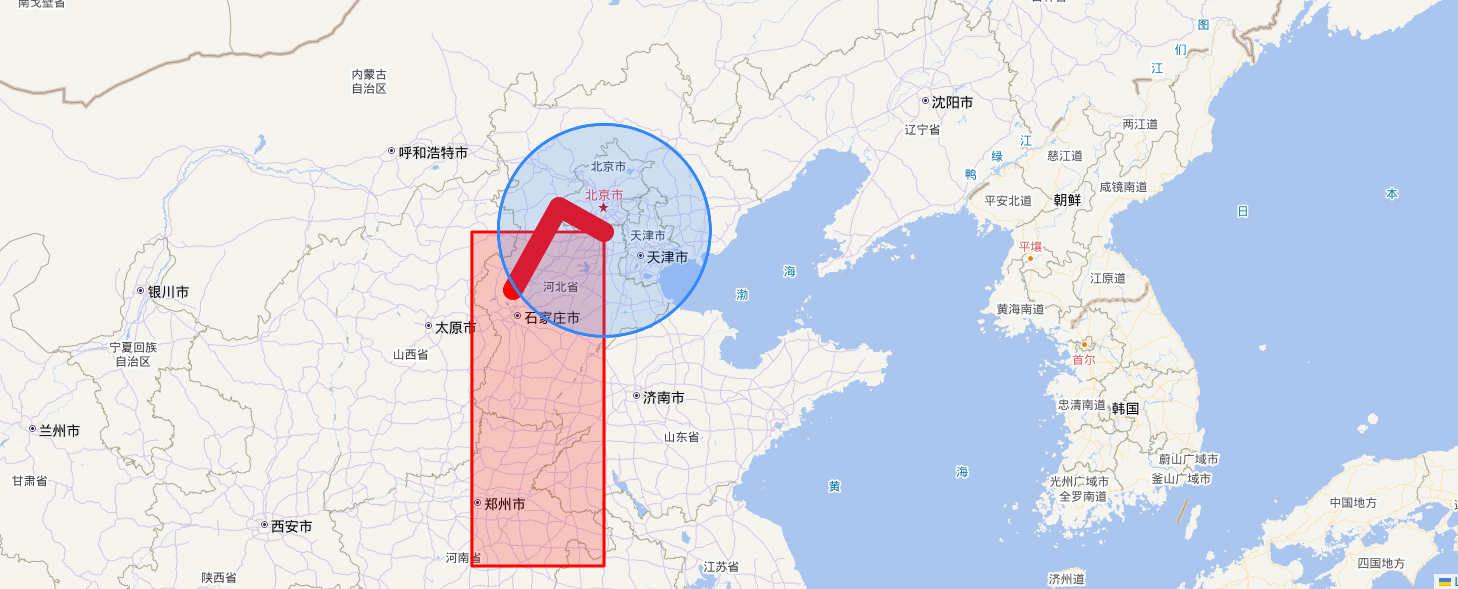 南戈壁省
吉林省
图
们
江
内蒙古
自治区
沈阳市
辽宁省
两江道
呼和浩特市
江
绿
鸭
慈江道
北京市
北京市
咸镜南道
平安北道
朝鲜
本
日
天津市
天津市
平壤
海
渤
江原道
银川市
河北省
黄海南道
石家庄市
太原市
宁夏回族
自治区
山西省
首尔
济南市
忠清南道
韩国
兰州市
山东省
蔚山广域市
釜山广域市
海
黄
甘肃省
光州广域市
全罗南道
郑州市
中国地方
西安市
河南省
江苏省
四国地方
陕西省
济州道